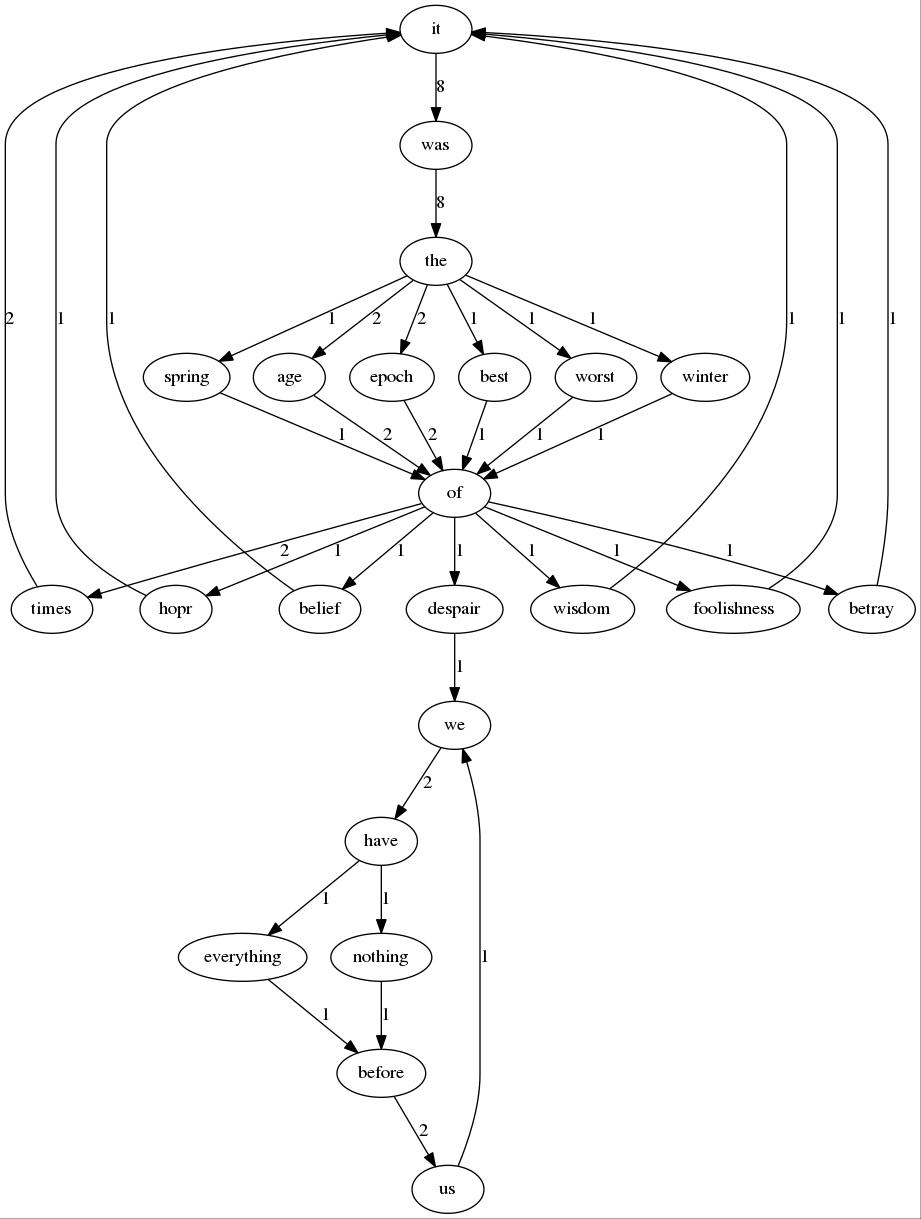 it
8
was
8
the
1 2 2 1 1 1
2 1 1 1 1 1
spring age epoch best worst winter
1 2 2 1 1 1
of
2 1 1 1 1 1 1
times hopr belief despair wisdom foolishness betray
1
we
2
have
1 1
everything nothing 1
1 1
before
2
us